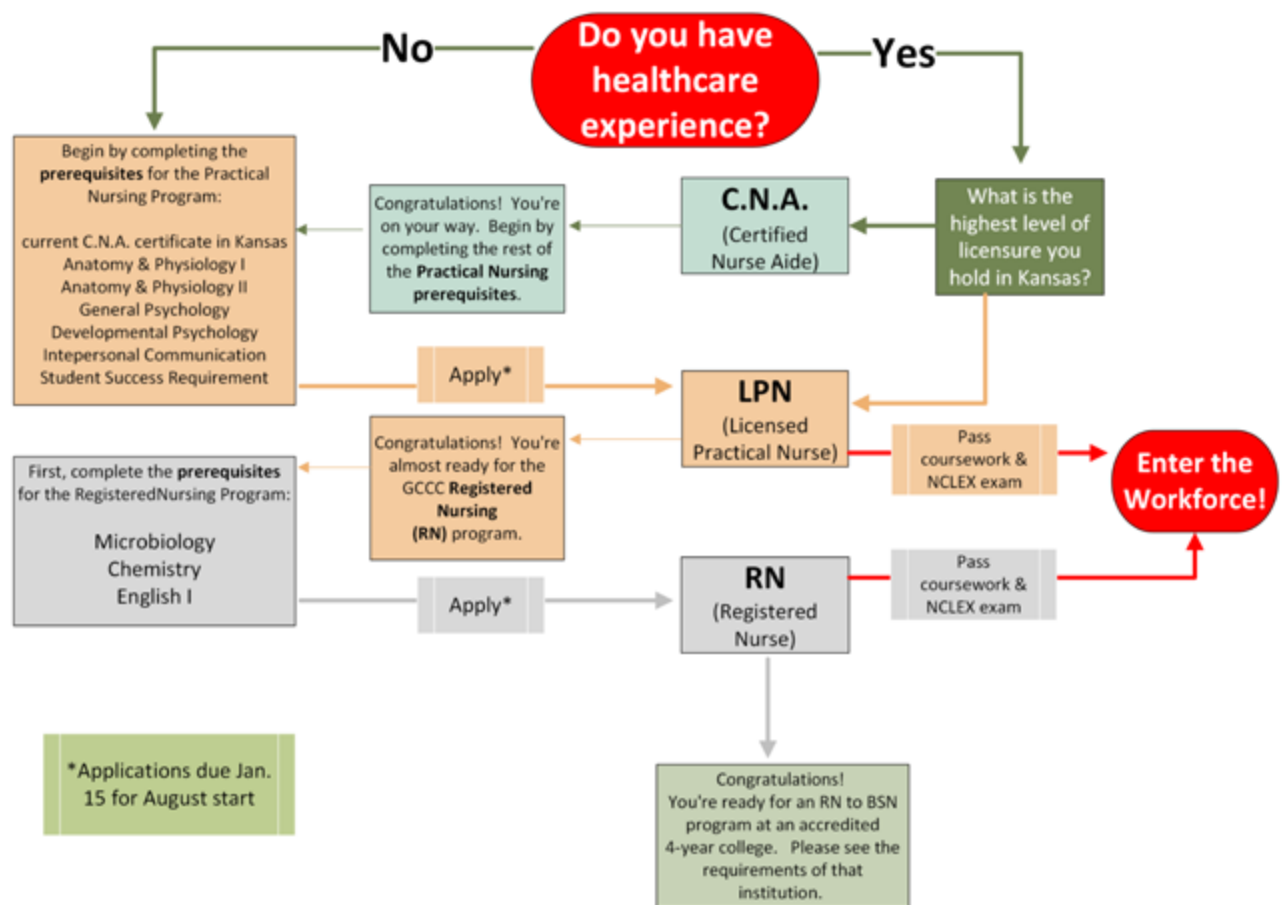 Do you have
healthcare
experience?
No
Yes
Begin by completing the
prerequisites for the Practical
Nursing Program:
current C.N.A. certificate in Kansas
Anatomy & Physiology I
Anatomy & Physiology II
General Psychology
Developmental Psychology
Intepersonal Communication
Student Success Requirement
Congratulations! You're
on your way. Begin by
completing the rest of
the Practical Nursing
prerequisites.
C.N.A.
(Certified
Nurse Aide)
What is the
highest level of
licensure you
hold in Kansas?
Apply*
LPN
(Licensed
Practical Nurse)
Pass
coursework &
NCLEX exam
Enter the
Workforce!
Congratulations! You're
almost ready for the
GCCC Registered
Nursing
(RN) program.
First, complete the prerequisites
for the RegisteredNursing Program:
Microbiology
Chemistry
English I
Apply*
RN
(Registered
Nurse)
Pass
coursework &
NCLEX exam
*Applications due Jan.
15 for August start
Congratulations!
You're ready for an RN to BSN
program at an accredited
4-year college. Please see the
requirements of that
institution.